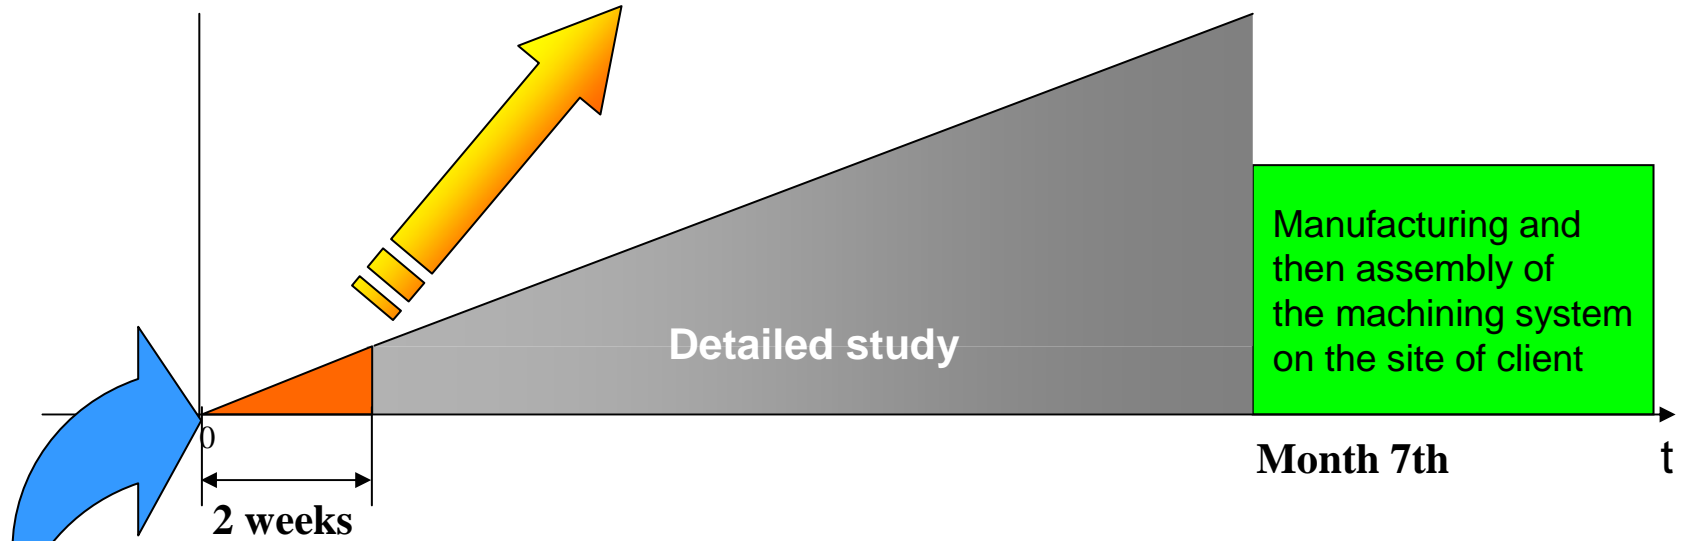 Detailed study
Manufacturing and
then assembly of
the machining system
on the site of client
0
2 weeks
Month 7th
t